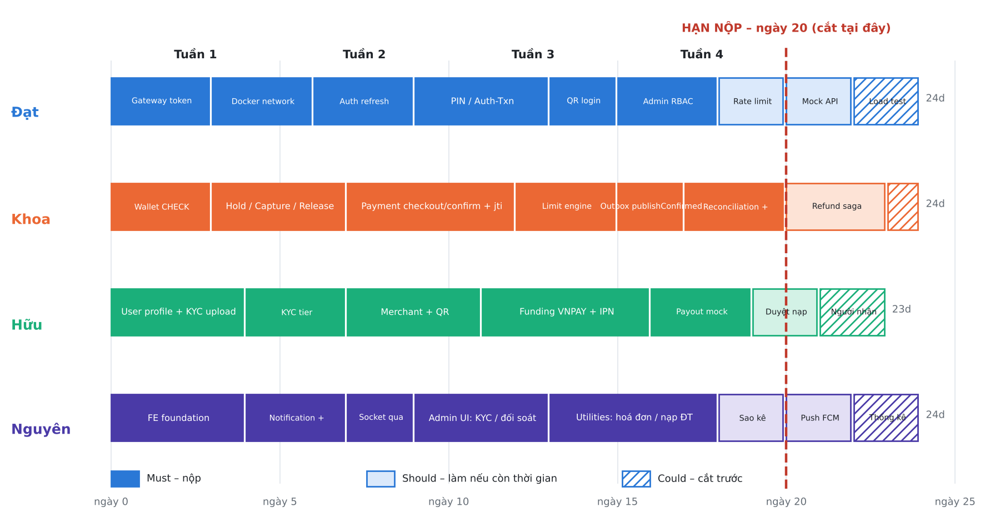 HẠN NỘP – ngày 20 (cắt tại đây)
Tuần 1
Tuần 2
Tuần 3
Tuần 4
Đạt
Gateway token
Docker network
Auth refresh
PIN / Auth-Txn
QR login
Admin RBAC
Rate limit
Mock API
Load test
24d
Khoa
Wallet CHECK
Hold / Capture / Release
Payment checkout/confirm + jti
Limit engine
Outbox publishConfirmed
Reconciliation +
Refund saga
24d
Hữu
User profile + KYC upload
KYC tier
Merchant + QR
Funding VNPAY + IPN
Payout mock
Duyệt nạp
Người nhận
23d
Nguyên
FE foundation
Notification +
Socket qua
Admin UI: KYC / đối soát
Utilities: hoá đơn / nạp ĐT
Sao kê
Push FCM
Thống kê
24d
Must – nộp
Should – làm nếu còn thời gian
Could – cắt trước
ngày 0
ngày 5
ngày 10
ngày 15
ngày 20
ngày 25